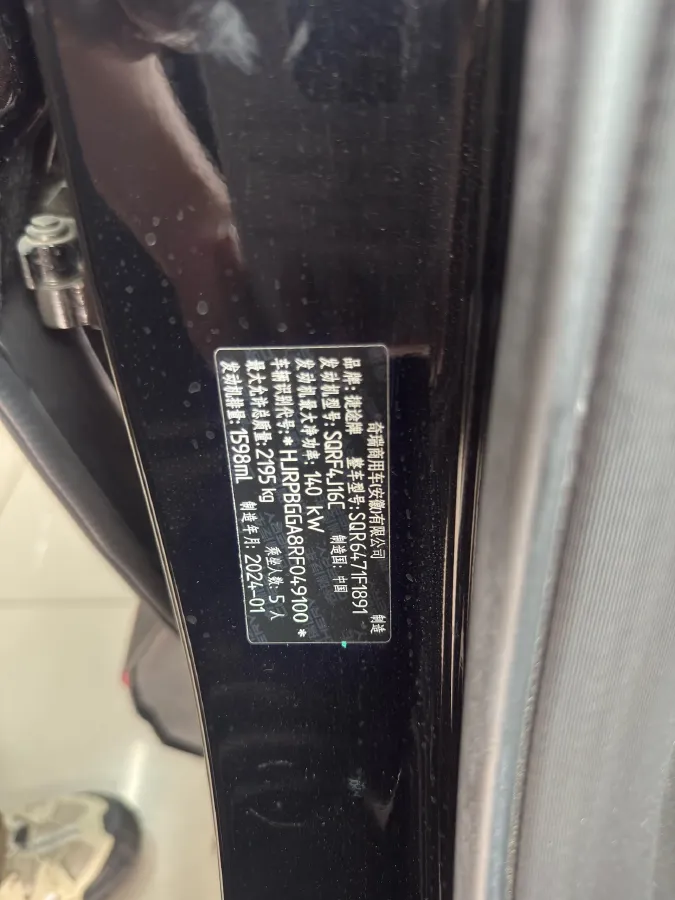 奇瑞商用车(安徽)有限公司 制造
品牌:捷途牌 整车型号:SQR6471F1891
发动机型号:SQRF4J16C 制造国:中国
发动机最大净功率:140 kW
车辆识别代号:*HJRPBGGA8RF049100*
最大允许总质量:2195kg 乘坐人数:5人
发动机排量:1598mL 制造年月:2024-01